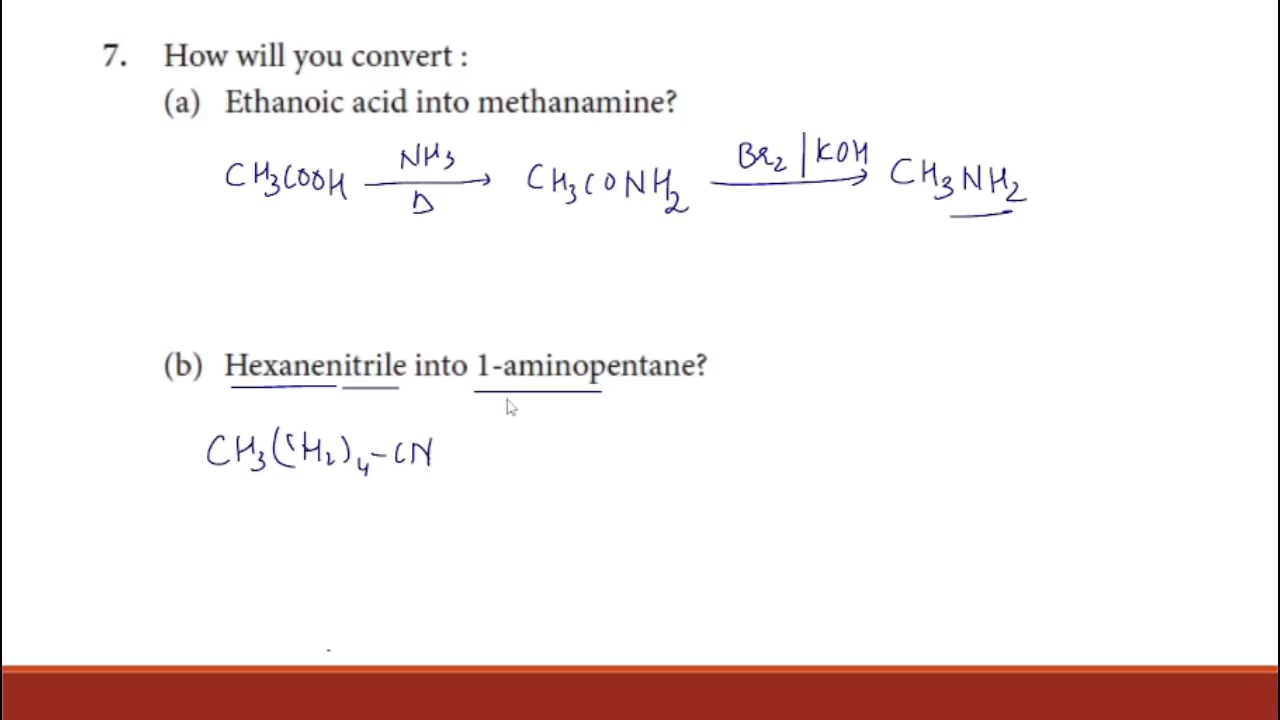 7. How will you convert :
(a) Ethanoic acid into methanamine?
CH₃COOH NH₃ Δ CH₃CONH₂ Br₂|KOH CH₃NH₂
(b) Hexanenitrile into 1-aminopentane?
CH₃(CH₂)₄-CN